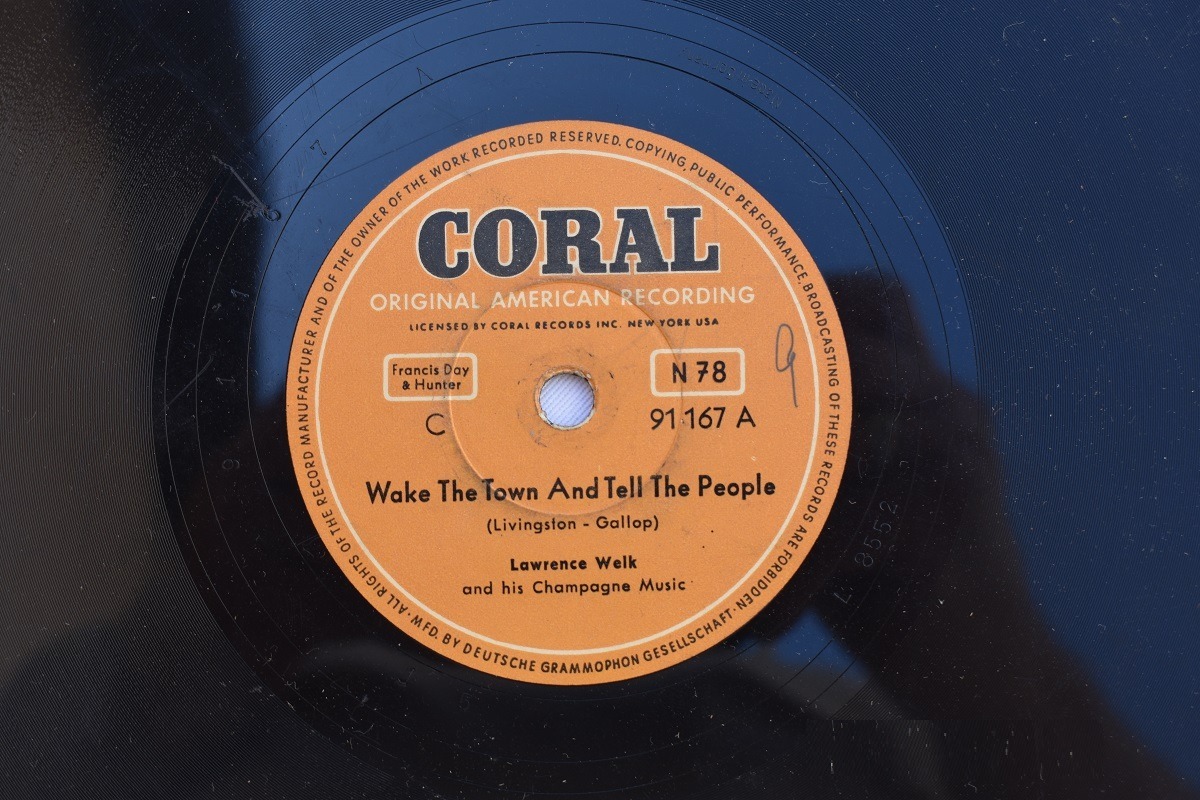 ALL RIGHTS OF THE RECORD MANUFACTURER AND OF THE OWNER OF THE WORK RECORDED RESERVED. COPYING, PUBLIC PERFORMANCE, BROADCASTING OF THESE RECORDS ARE FORBIDDEN · MFD. BY DEUTSCHE GRAMMOPHON GESELLSCHAFT ·
CORAL
ORIGINAL AMERICAN RECORDING
LICENSED BY CORAL RECORDS INC. NEW YORK USA
Francis Day
& Hunter
N 78
C
91 167 A
Wake The Town And Tell The People
(Livingston - Gallop)
Lawrence Welk
and his Champagne Music
8552